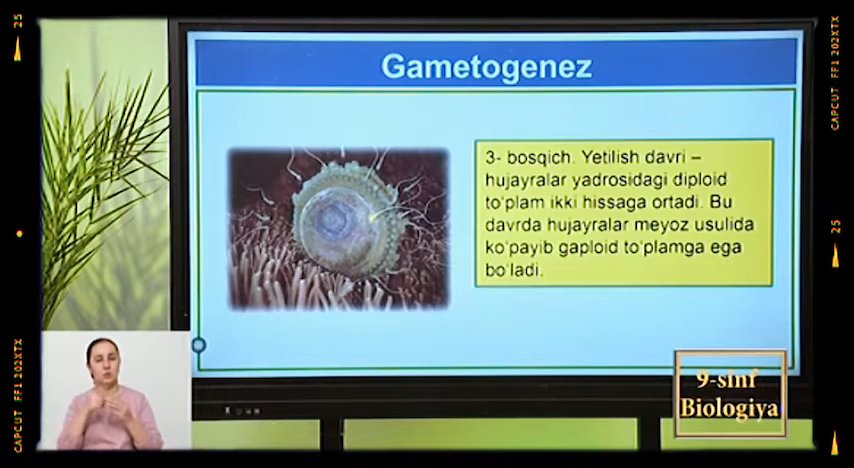 25
CAPCUT FF1 202XTX
Gametogenez
3- bosqich. Yetilish davri –
hujayralar yadrosidagi diploid
to'plam ikki hissaga ortadi. Bu
davrda hujayralar meyoz usulida
ko'payib gaploid to'plamga ega
bo'ladi.
25
CAPCUT FF1 202XTX
9-sinf
Biologiya